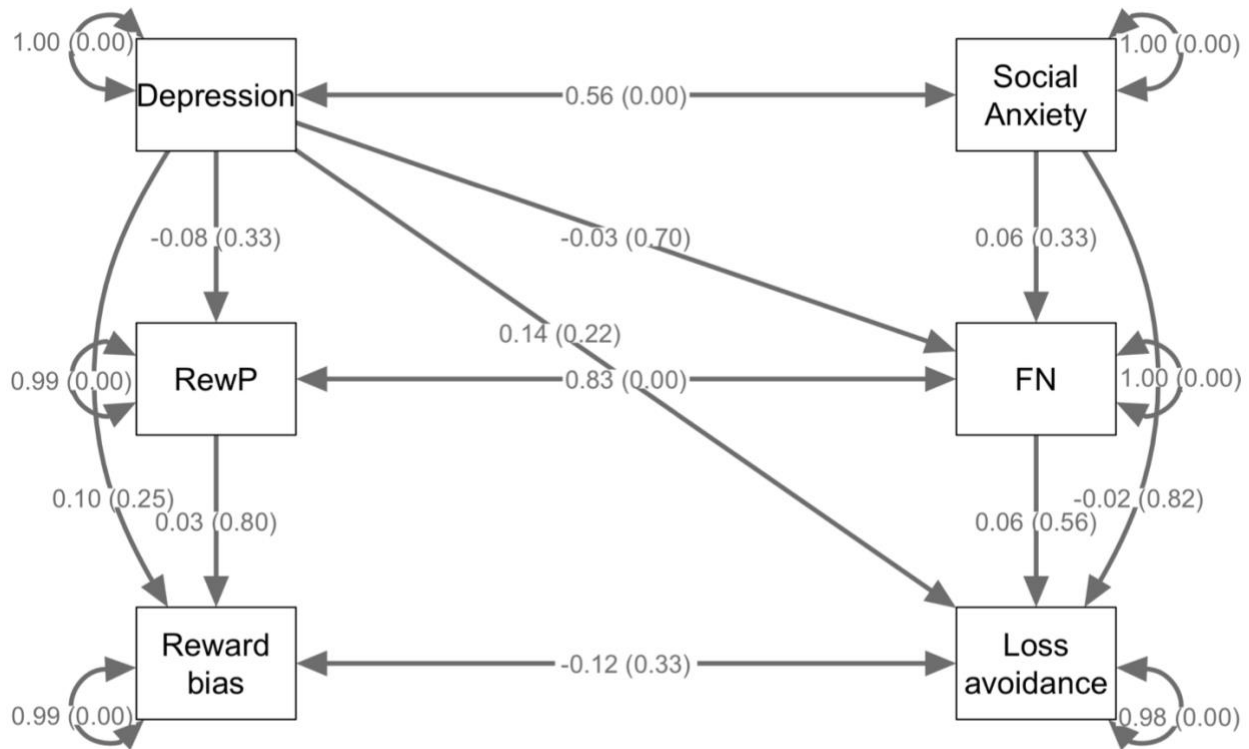 1.00 (0.00)
Depression
0.56 (0.00)
Social
Anxiety
1.00 (0.00)
-0.08 (0.33)
-0.03 (0.70)
0.06 (0.33)
0.14 (0.22)
0.99 (0.00)
RewP
0.83 (0.00)
FN
1.00 (0.00)
0.10 (0.25)
0.03 (0.80)
0.06 (0.56)
-0.02 (0.82)
Reward
bias
-0.12 (0.33)
Loss
avoidance
0.99 (0.00)
0.98 (0.00)